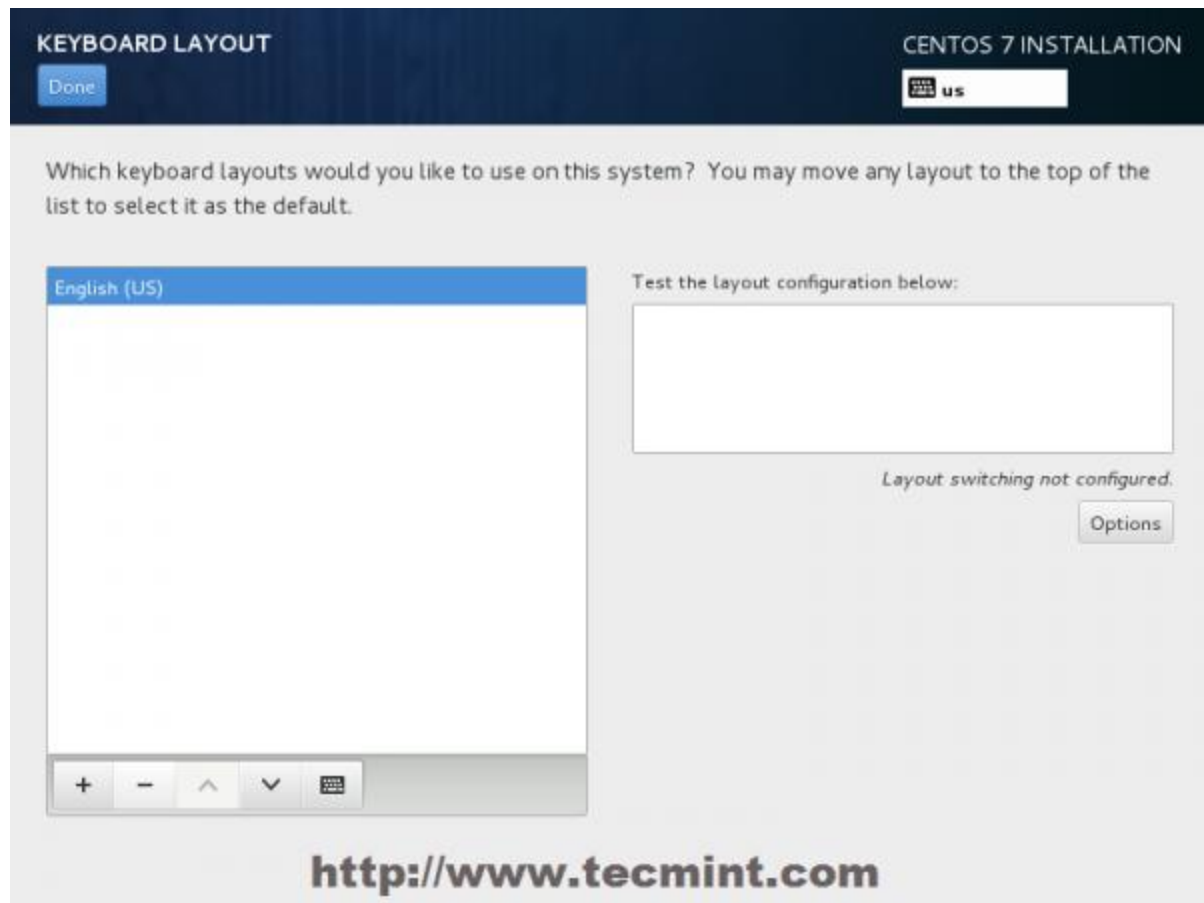 KEYBOARD LAYOUT
CENTOS 7 INSTALLATION
Done
us
Which keyboard layouts would you like to use on this system? You may move any layout to the top of the
list to select it as the default.
English (US)
Test the layout configuration below:
Layout switching not configured.
Options
http://www.tecmint.com